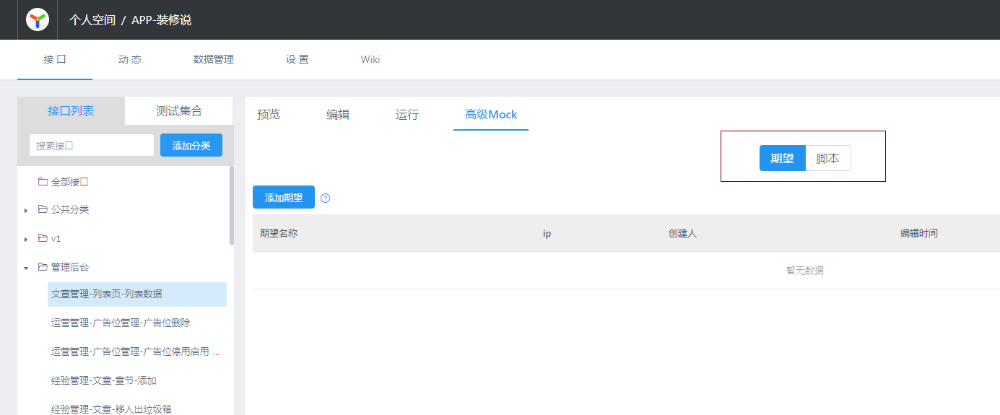 个人空间 / APP-装修说
接 口 动 态 数据管理 设 置 Wiki
接口列表 测试集合
搜索接口 添加分类
全部接口
公共分类
v1
管理后台
文章管理-列表页-列表数据
运营管理-广告位管理-广告位删除
运营管理-广告位管理-广告位停用启用 ...
经验管理-文章-章节-添加
经验管理-文章-移入出垃圾箱
预览 编辑 运行 高级Mock
期望 脚本
添加期望 ?
期望名称 ip 创建人 编辑时间
暂无数据